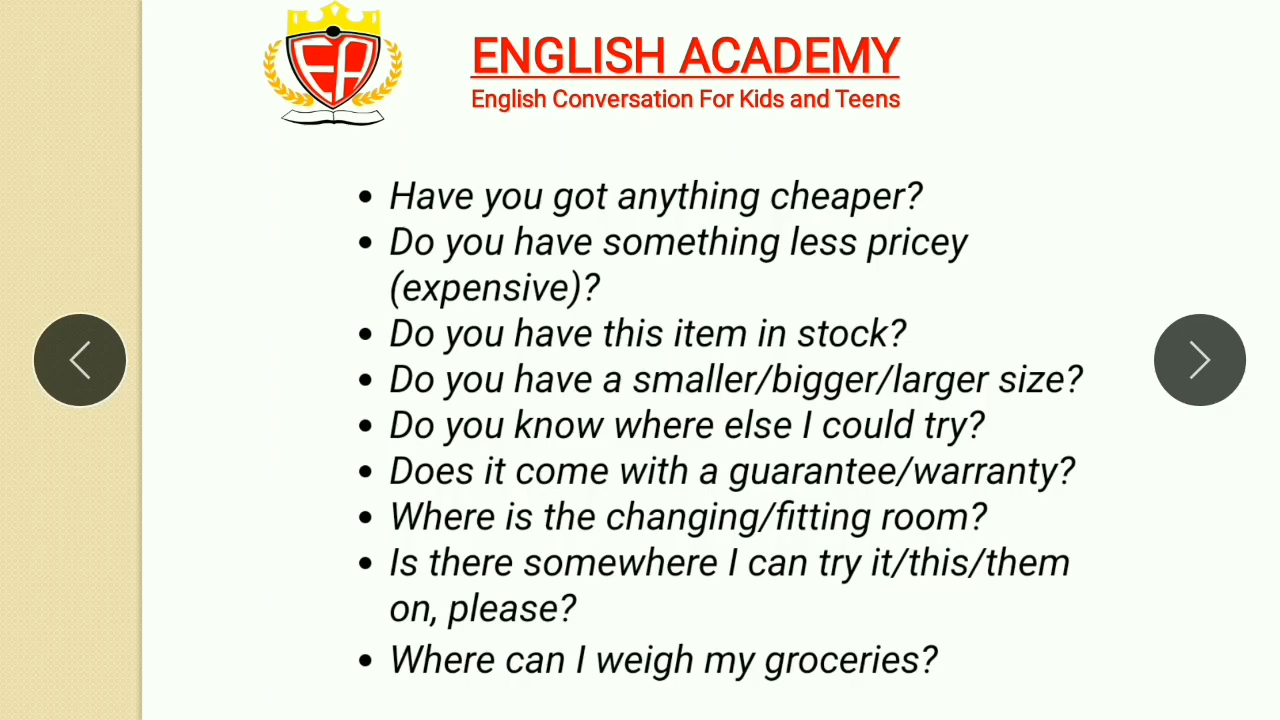 EA
ENGLISH ACADEMY
English Conversation For Kids and Teens
• Have you got anything cheaper?
• Do you have something less pricey
(expensive)?
• Do you have this item in stock?
• Do you have a smaller/bigger/larger size?
• Do you know where else I could try?
• Does it come with a guarantee/warranty?
• Where is the changing/fitting room?
• Is there somewhere I can try it/this/them
on, please?
• Where can I weigh my groceries?